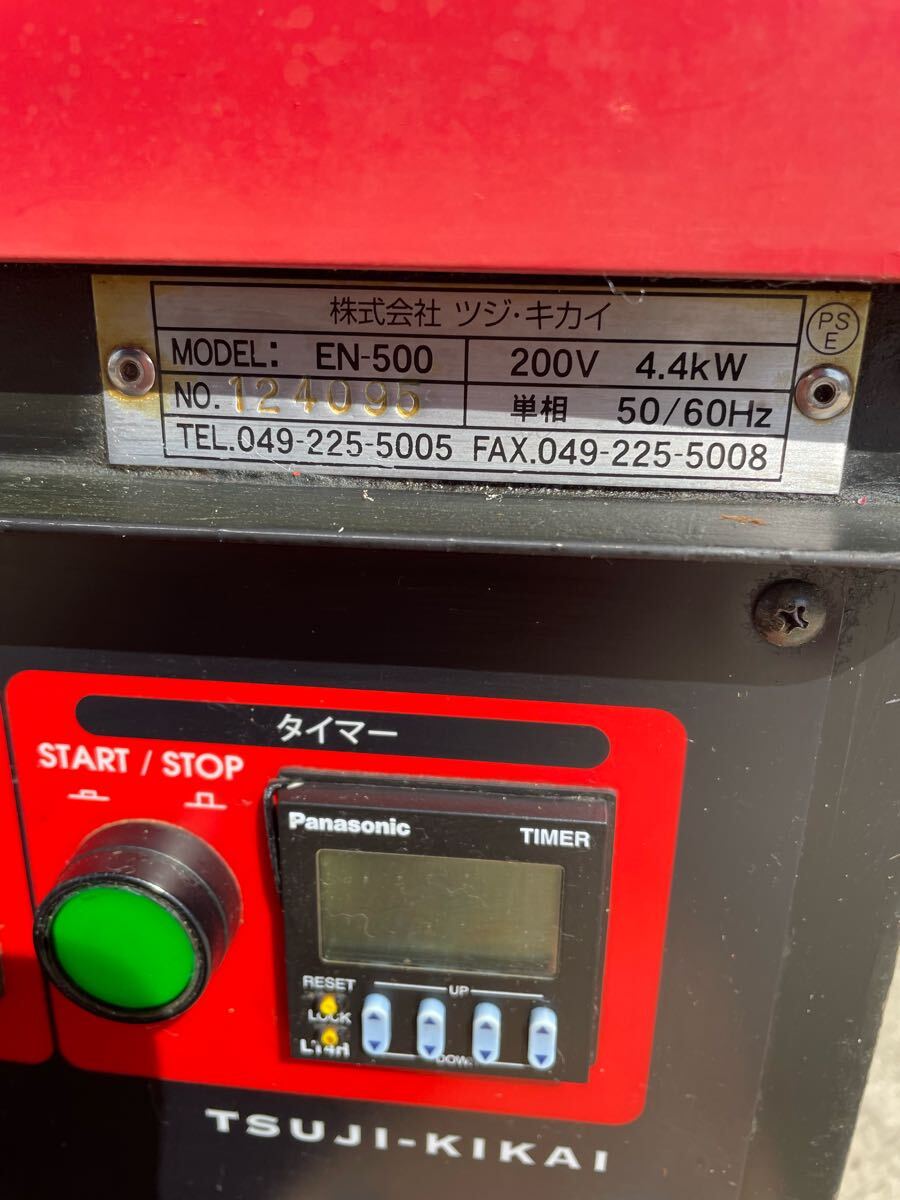 株式会社 ツジ・キカイ
PS
E
MODEL: EN-500 200V 4.4kW
NO. 124095 単相 50/60Hz
TEL.049-225-5005 FAX.049-225-5008
タイマー
START / STOP
Panasonic TIMER
RESET
UP
LOCK
DOWN
LT4H
TSUJI-KIKAI